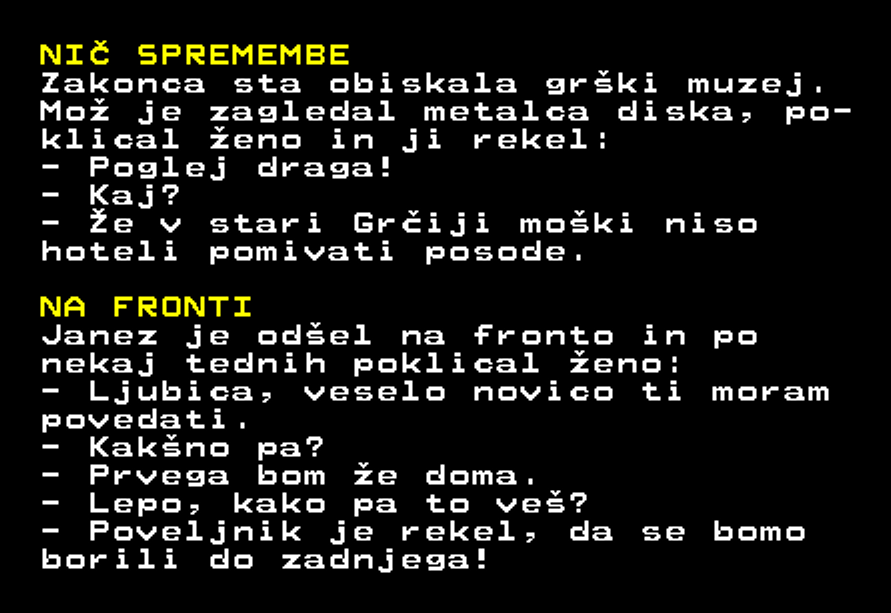 NIČ SPREMEMBE
Zakonca sta obiskala grški muzej.
Mož je zagledal metalca diska, po-
klical ženo in ji rekel:
- Poglej draga!
- Kaj?
- Že v stari Grčiji moški niso
hoteli pomivati posode.
NA FRONTI
Janez je odšel na fronto in po
nekaj tednih poklical ženo:
- Ljubica, veselo novico ti moram
povedati.
- Kakšno pa?
- Prvega bom že doma.
- Lepo, kako pa to veš?
- Poveljnik je rekel, da se bomo
borili do zadnjega!